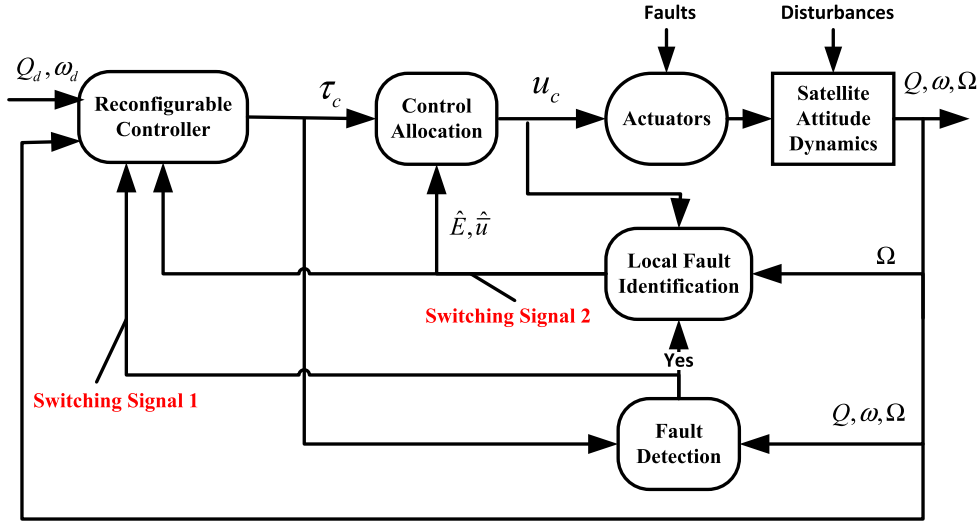 Faults
Disturbances
Q_d, ω_d
Reconfigurable
Controller
τ_c
Control
Allocation
u_c
Actuators
Satellite
Attitude
Dynamics
Q, ω, Ω
Ê, û̄
Local Fault
Identification
Ω
Switching Signal 2
Yes
Switching Signal 1
Fault
Detection
Q, ω, Ω